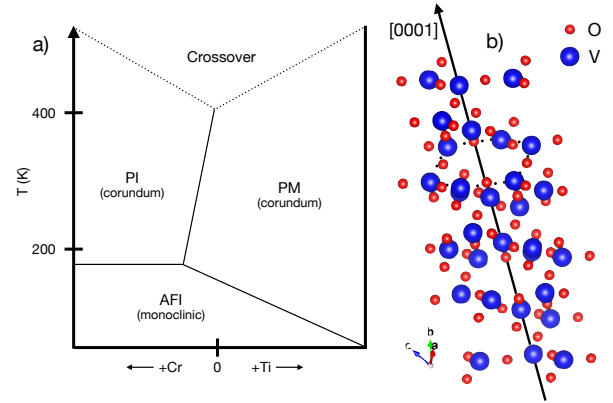 a)
Crossover
400
T (K)
PI
(corundum)
PM
(corundum)
200
AFI
(monoclinic)
+Cr
0
+Ti
[0001]
b)
O
V
b
c
a